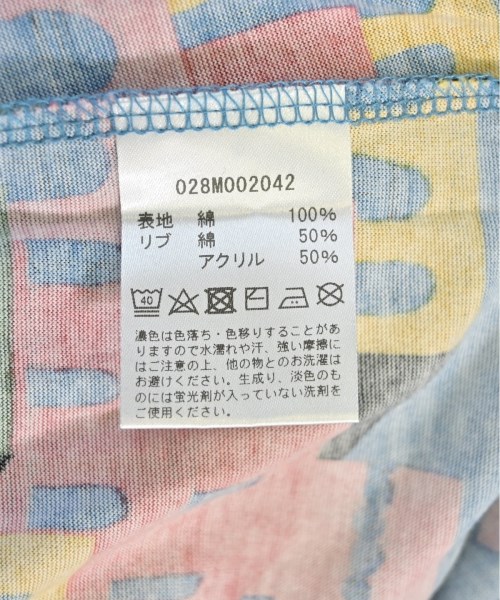 028M002042
表地 綿 100%
リブ 綿 50%
アクリル 50%
40
濃色は色落ち・色移りすることがあ
りますので水濡れや汗、強い摩擦に
はご注意の上、他の物とのお洗濯は
お避けください。生成り、淡色のも
のには蛍光剤が入っていない洗剤を
ご使用ください。